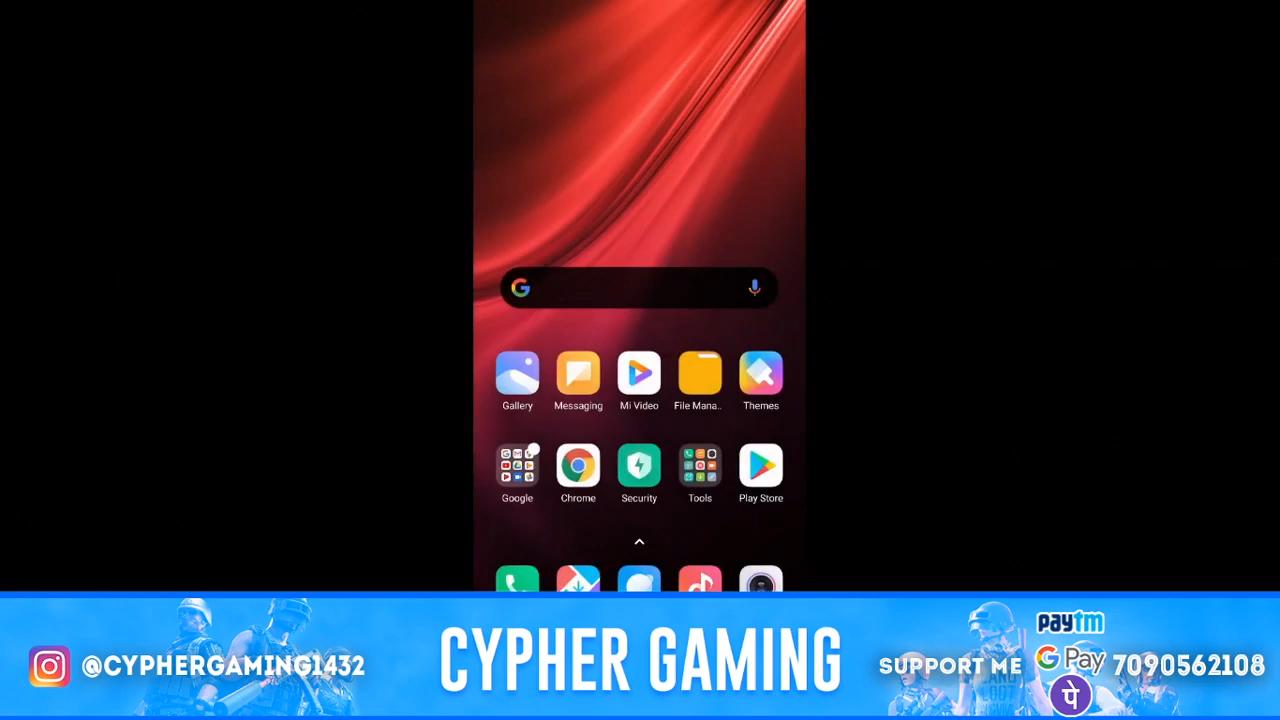 Gallery
Messaging
Mi Video
File Mana..
Themes
Google
Chrome
Security
Tools
Play Store
@CYPHERGAMING1432
CYPHER GAMING
SUPPORT ME
paytm
G Pay
पे
7090562108